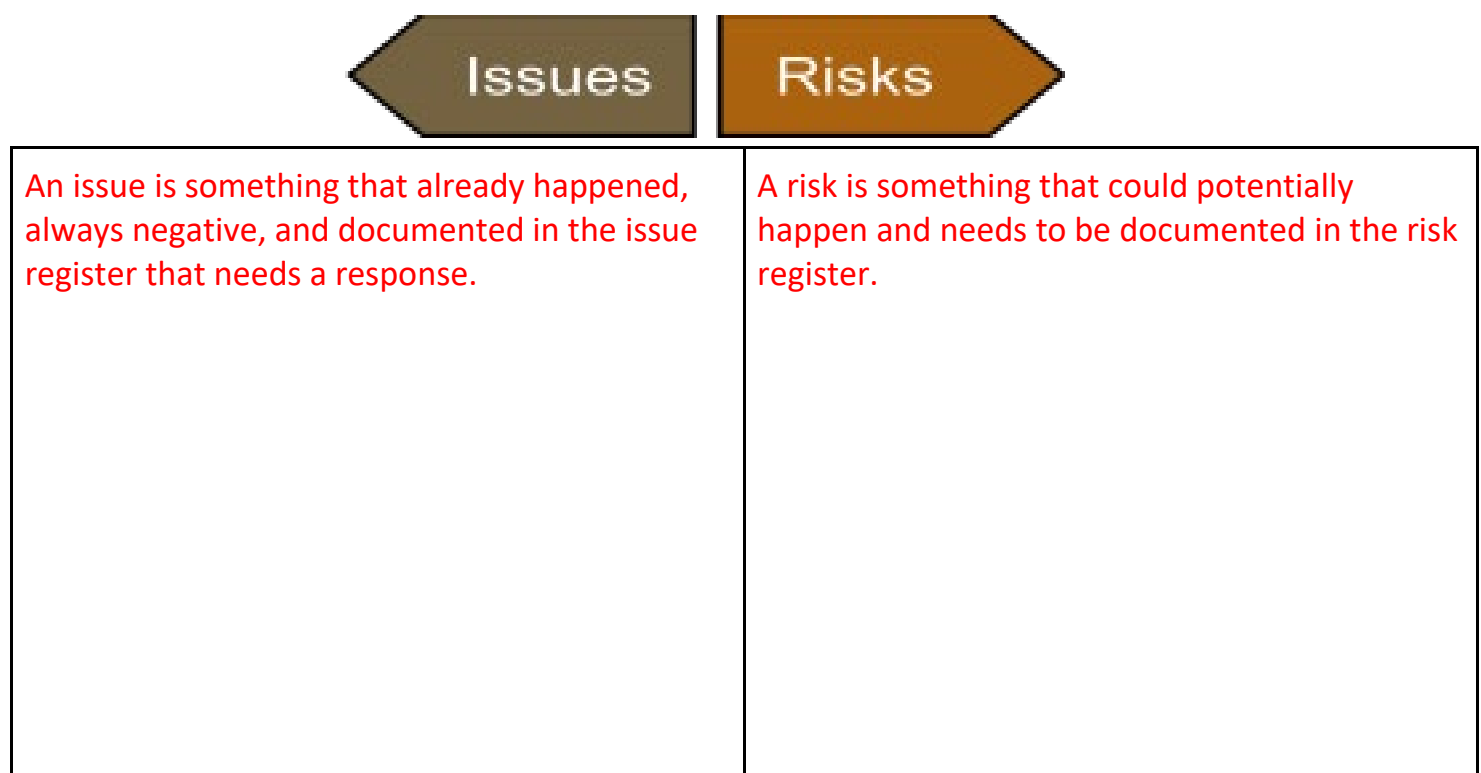 Issues
Risks
An issue is something that already happened,
always negative, and documented in the issue
register that needs a response.
A risk is something that could potentially
happen and needs to be documented in the risk
register.